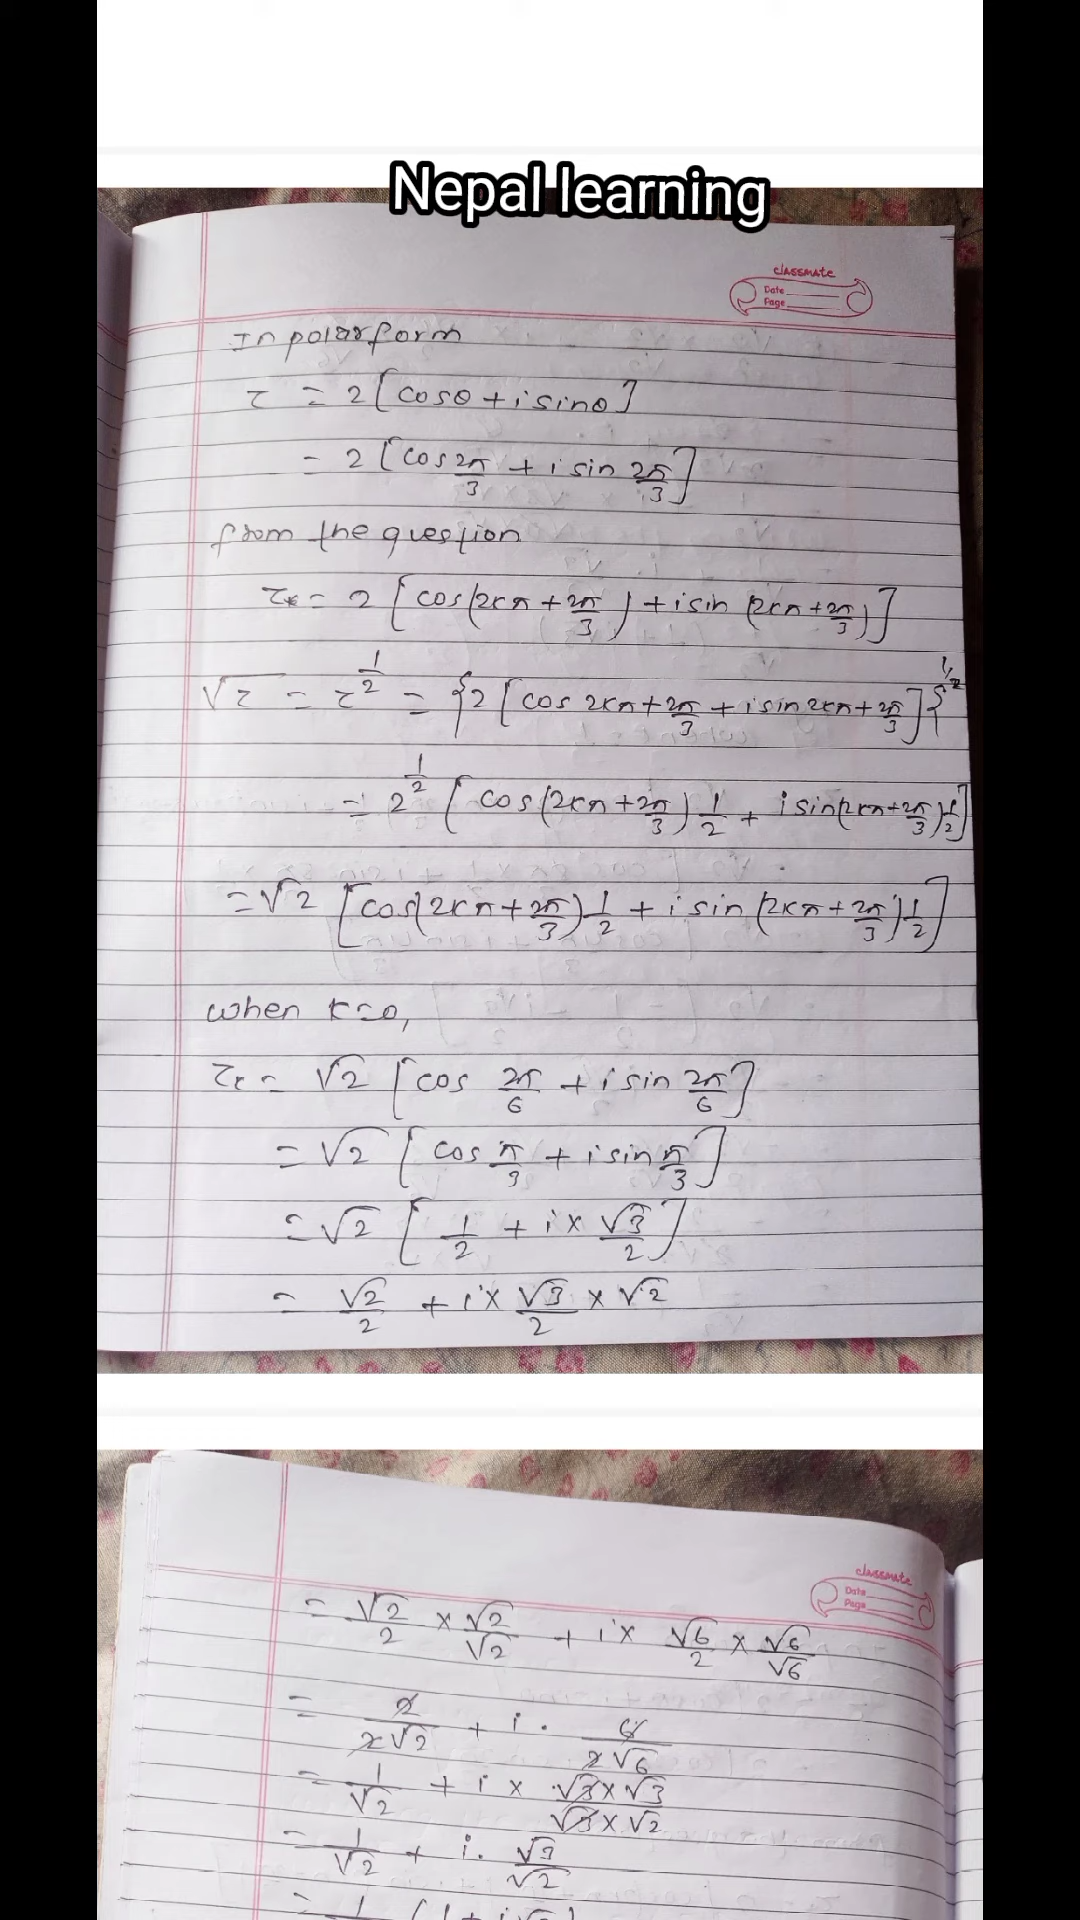 Nepal learning
classmate
Date
Page
In polar form
z = 2 [cosθ + i sinθ]
= 2 [cos 2π/3 + i sin 2π/3]
from the question
zₖ = 2 [cos(2kπ + 2π/3) + i sin (2kπ + 2π/3)]
√z = z^1/2 = {2 [cos 2kπ + 2π/3 + i sin 2kπ + 2π/3]}^1/2
= 2^1/2 [cos(2kπ + 2π/3) 1/2 + i sin(2kπ + 2π/3) 1/2]
= √2 [cos(2kπ + 2π/3) 1/2 + i sin (2kπ + 2π/3) 1/2]
when k=0,
zₖ = √2 [cos 2π/6 + i sin 2π/6]
= √2 [cos π/3 + i sin π/3]
= √2 [1/2 + i × √3/2]
= √2/2 + i × √3/2 × √2
classmate
Date
Page
= √2/2 × √2/√2 + i × √6/2 × √6/√6
= 2/2√2 + i . 6/2√6
= 1/√2 + i × √3×√3/√3×√2
= 1/√2 + i. √3/√2